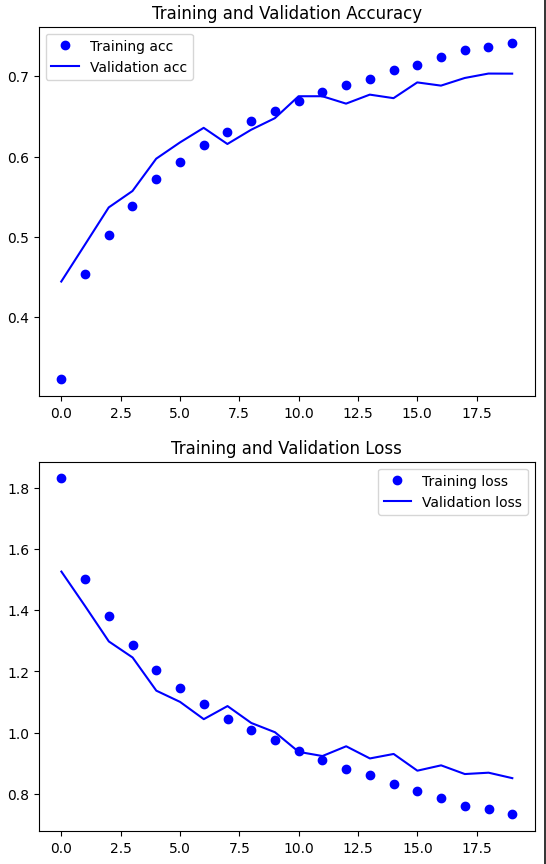 Training and Validation Accuracy
Training acc
Validation acc
0.7
0.6
0.5
0.4
0.0 2.5 5.0 7.5 10.0 12.5 15.0 17.5
Training and Validation Loss
Training loss
Validation loss
1.8
1.6
1.4
1.2
1.0
0.8
0.0 2.5 5.0 7.5 10.0 12.5 15.0 17.5